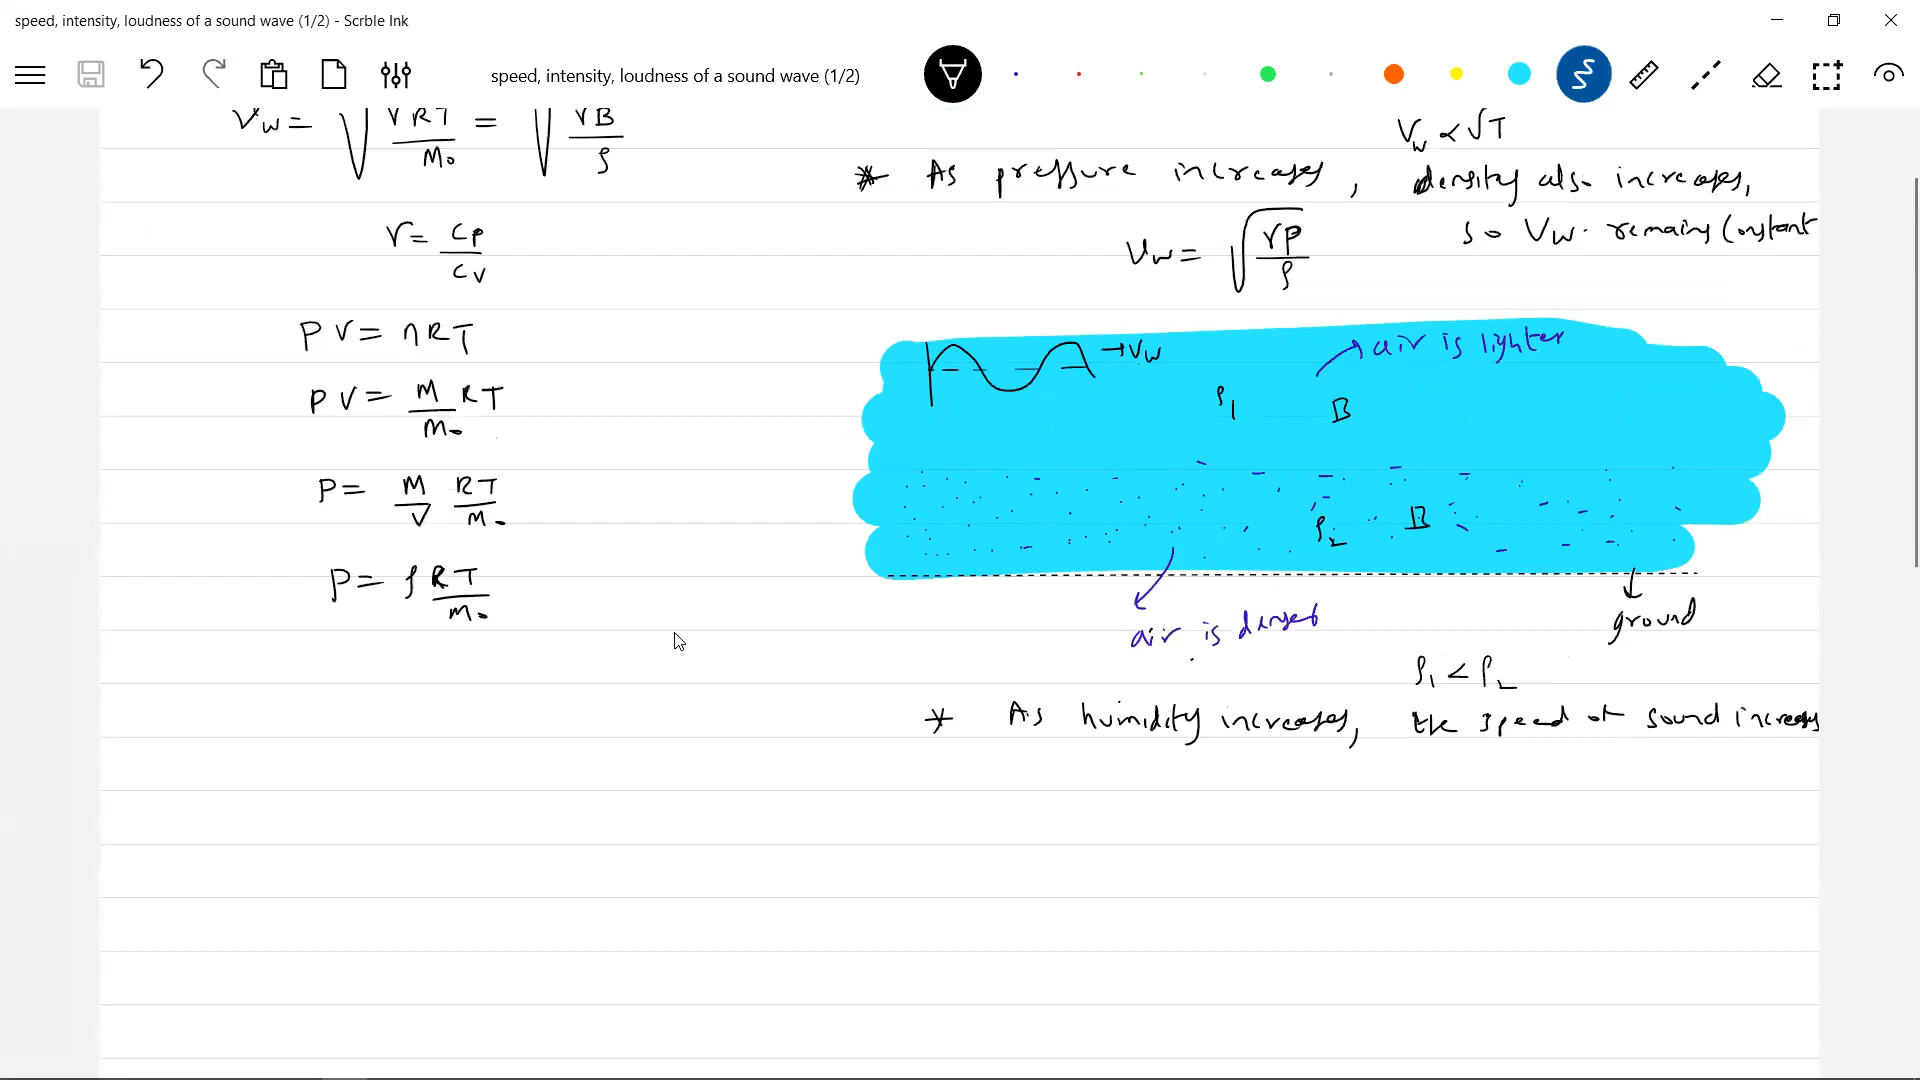 speed, intensity, loudness of a sound wave (1/2) - Scrble Ink
speed, intensity, loudness of a sound wave (1/2)
Vw = √(γRT/M₀) = √(γB/ρ)
γ = Cp/Cv
PV = nRT
PV = M/M₀ RT
P = M/V RT/M₀
P = ρ RT/M₀
Vw ∝ √T
* As pressure increases, density also increases,
so Vw. remains constant
Vw = √(γP/ρ)
→Vw
air is lighter
ρ₁ B
ρ₂ B
air is denset
ground
ρ₁ < ρ₂
* As humidity increases, the speed of sound increases